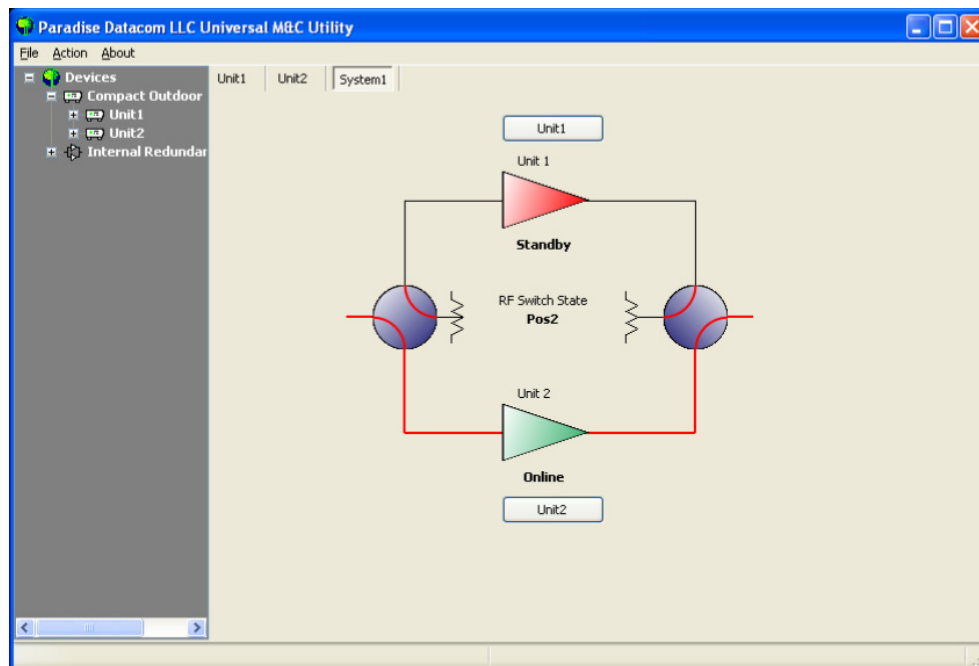 Paradise Datacom LLC Universal M&C Utility
File Action About
Devices
Compact Outdoor
Unit1
Unit2
Internal Redundar
Unit1 Unit2 System1
Unit1
Unit 1
Standby
RF Switch State
Pos2
Unit 2
Online
Unit2